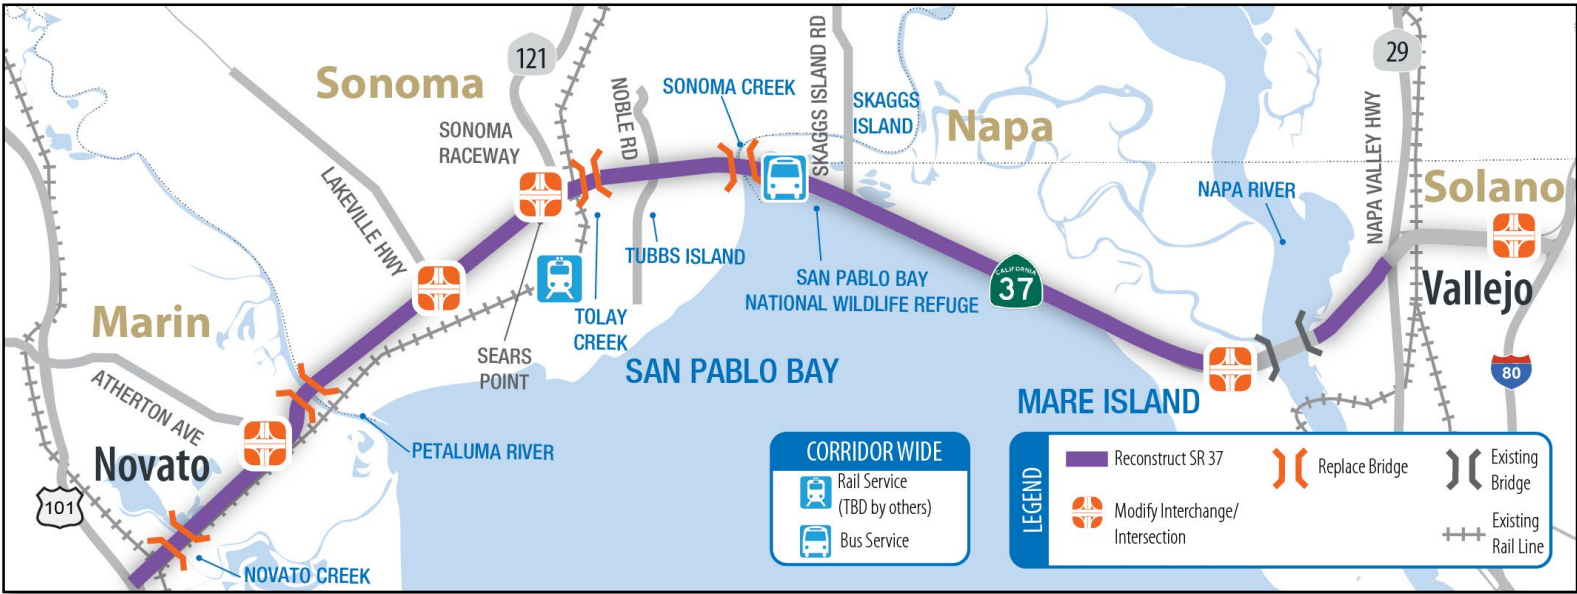 121
29
Sonoma
SONOMA
RACEWAY
NOBLE RD
SONOMA CREEK
SKAGGS ISLAND RD
SKAGGS
ISLAND
Napa
NAPA VALLEY HWY
Solano
LAKEVILLE HWY
NAPA RIVER
TUBBS ISLAND
SAN PABLO BAY
NATIONAL WILDLIFE REFUGE
CALIFORNIA
37
Vallejo
Marin
TOLAY
CREEK
SEARS
POINT
SAN PABLO BAY
MARE ISLAND
80
ATHERTON AVE
Novato
PETALUMA RIVER
101
NOVATO CREEK
CORRIDOR WIDE
Rail Service
(TBD by others)
Bus Service
LEGEND
Reconstruct SR 37
Modify Interchange/
Intersection
Replace Bridge
Existing
Bridge
Existing
Rail Line